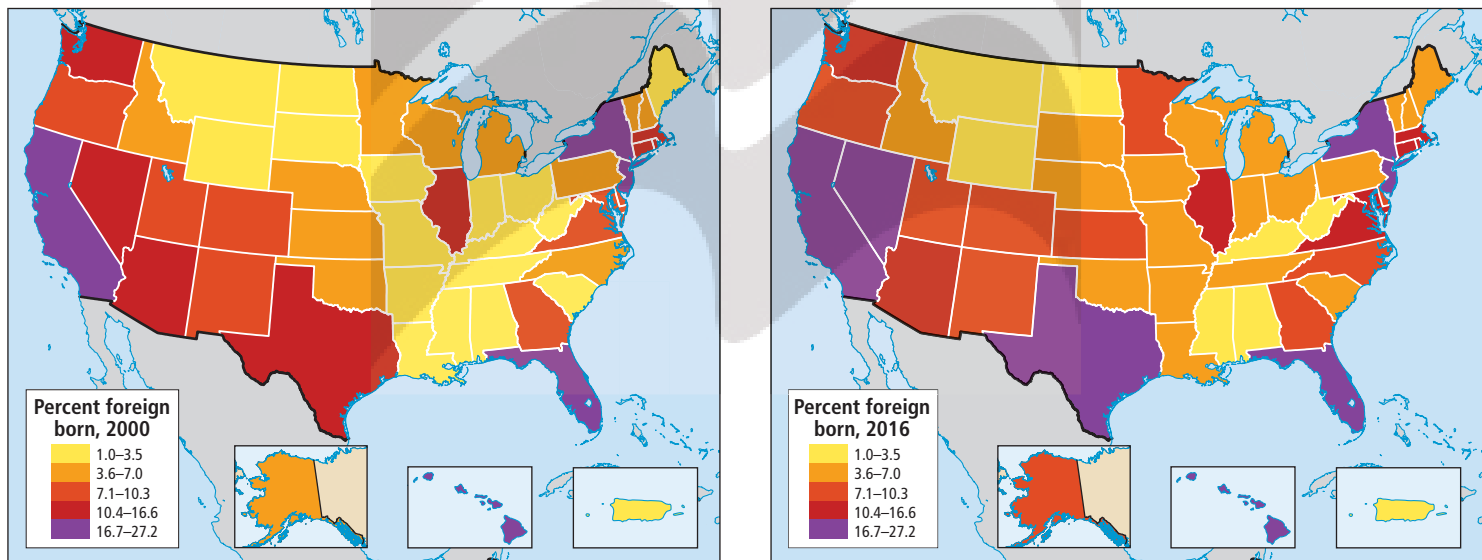 Percent foreign
born, 2000
1.0–3.5
3.6–7.0
7.1–10.3
10.4–16.6
16.7–27.2
Percent foreign
born, 2016
1.0–3.5
3.6–7.0
7.1–10.3
10.4–16.6
16.7–27.2